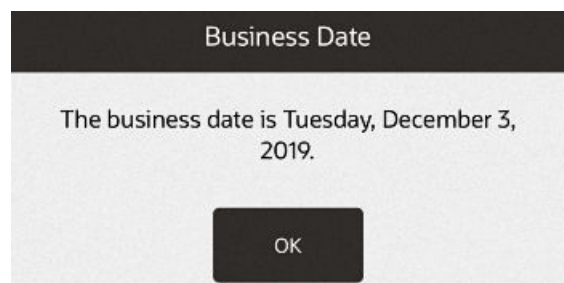 Business Date
The business date is Tuesday, December 3,
2019.
OK